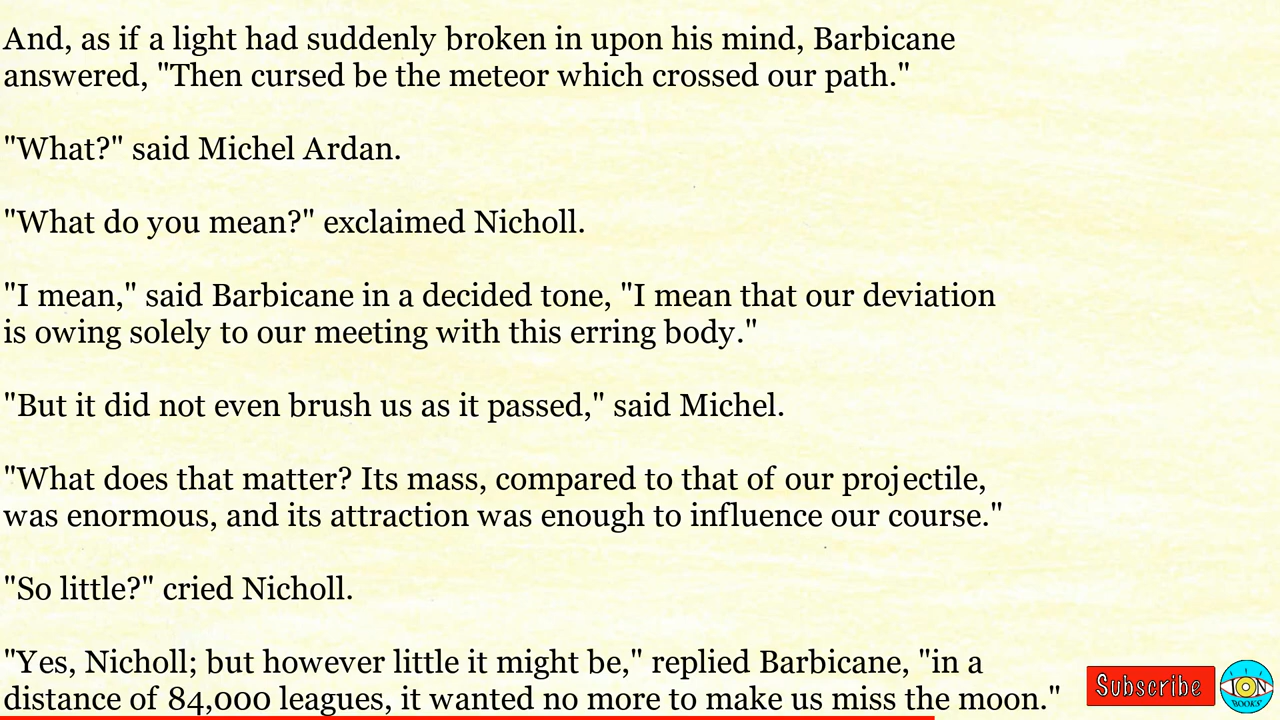 And, as if a light had suddenly broken in upon his mind, Barbicane
answered, "Then cursed be the meteor which crossed our path."
"What?" said Michel Ardan.
"What do you mean?" exclaimed Nicholl.
"I mean," said Barbicane in a decided tone, "I mean that our deviation
is owing solely to our meeting with this erring body."
"But it did not even brush us as it passed," said Michel.
"What does that matter? Its mass, compared to that of our projectile,
was enormous, and its attraction was enough to influence our course."
"So little?" cried Nicholl.
"Yes, Nicholl; but however little it might be," replied Barbicane, "in a
distance of 84,000 leagues, it wanted no more to make us miss the moon."
Subscribe
ION
BOOKS